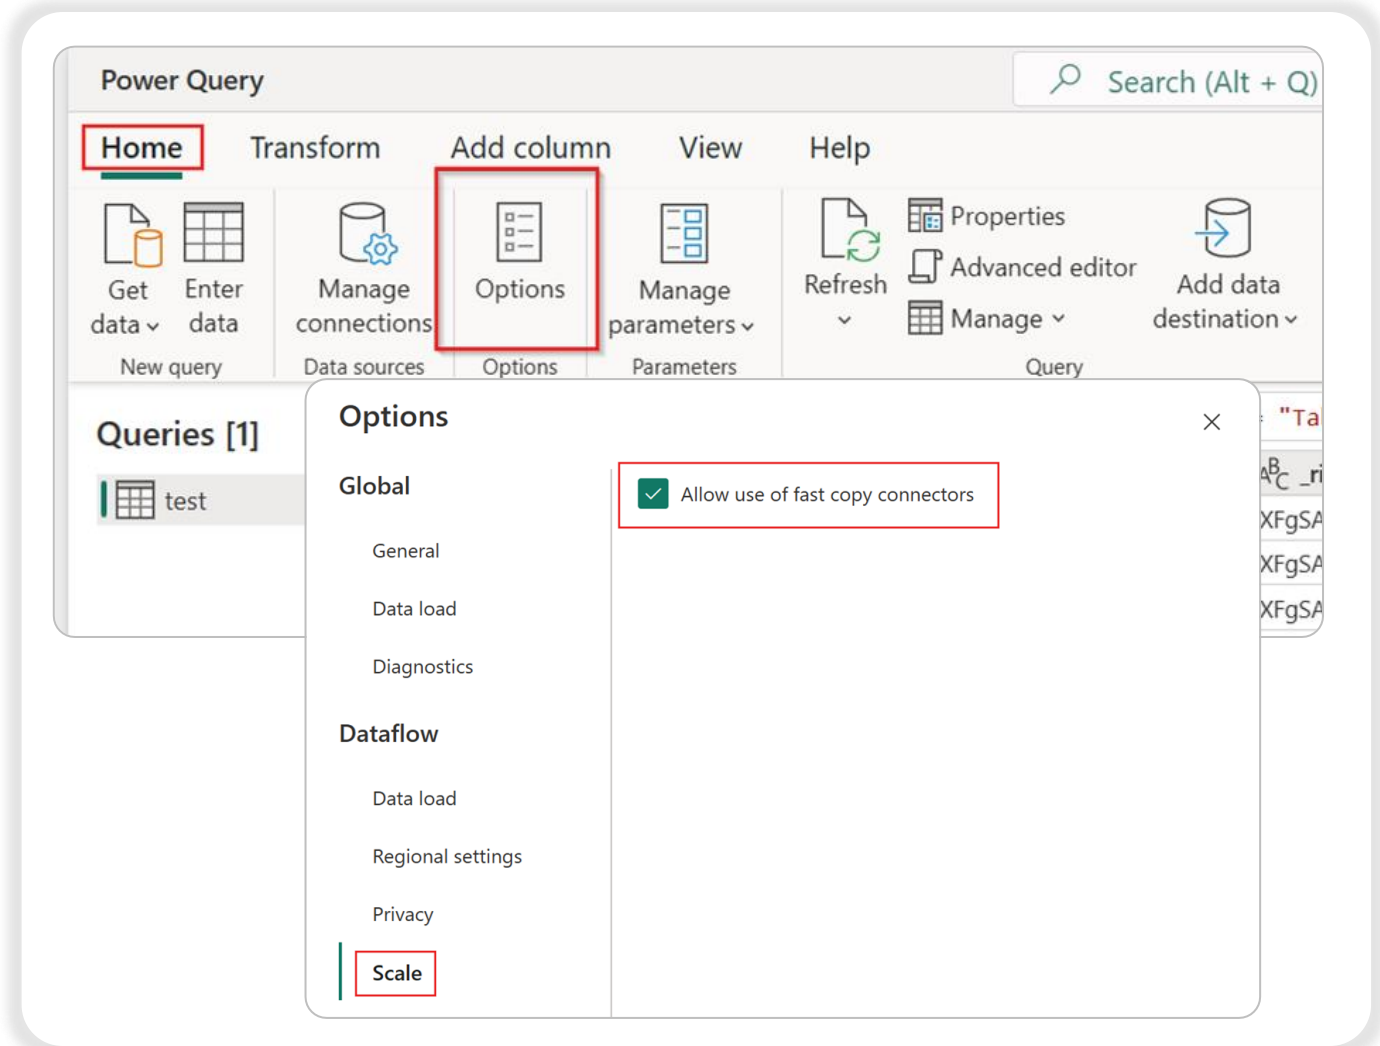 Power Query
Search (Alt + Q)
Home
Transform
Add column
View
Help
Get
data
Enter
data
Manage
connections
Options
Manage
parameters
Refresh
Properties
Advanced editor
Manage
Add data
destination
New query
Data sources
Options
Parameters
Query
Queries [1]
test
"Ta
ABC _ri
XFgSA
XFgSA
XFgSA
Options
Global
General
Data load
Diagnostics
Dataflow
Data load
Regional settings
Privacy
Scale
Allow use of fast copy connectors